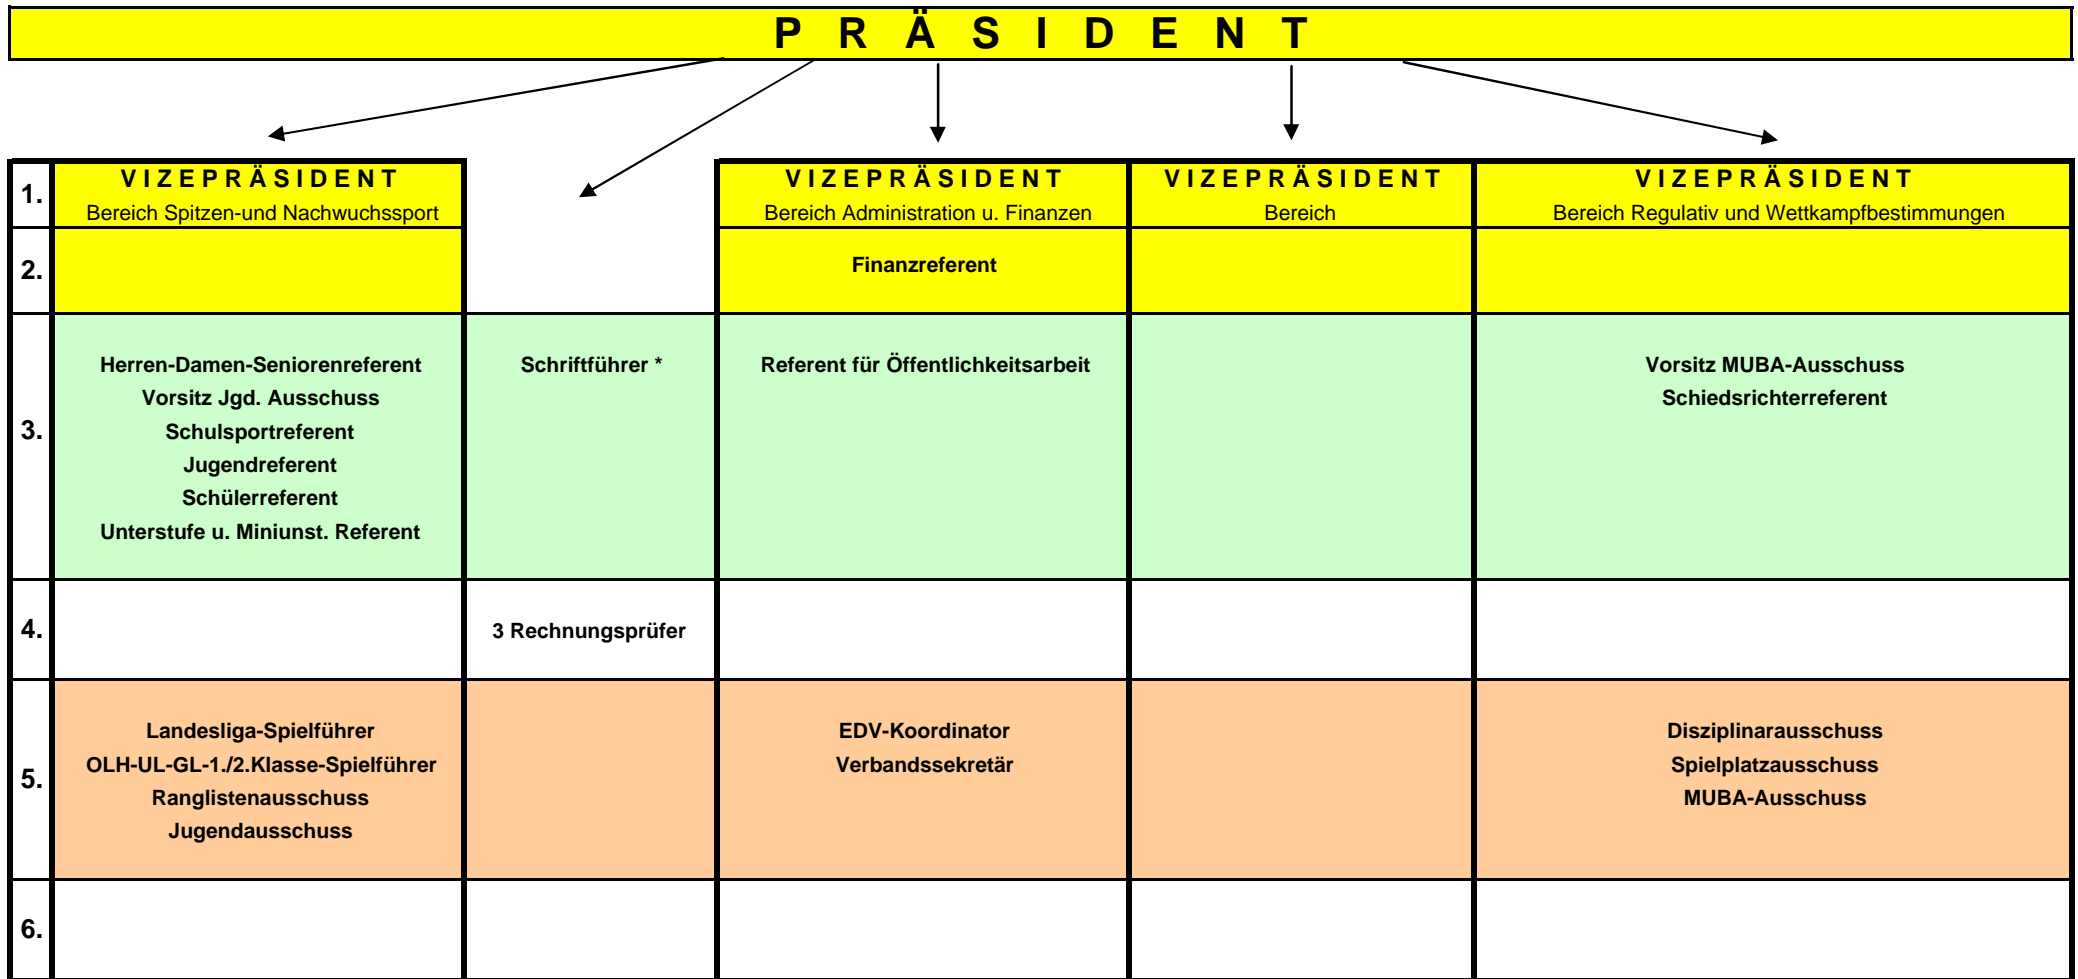 PRÄSIDENT
1.
VIZEPRÄSIDENT
Bereich Spitzen-und Nachwuchssport
VIZEPRÄSIDENT
Bereich Administration u. Finanzen
VIZEPRÄSIDENT
Bereich
VIZEPRÄSIDENT
Bereich Regulativ und Wettkampfbestimmungen
2.
Finanzreferent
3.
Herren-Damen-Seniorenreferent
Vorsitz Jgd. Ausschuss
Schulsportreferent
Jugendreferent
Schülerreferent
Unterstufe u. Miniunst. Referent
Schriftführer *
Referent für Öffentlichkeitsarbeit
Vorsitz MUBA-Ausschuss
Schiedsrichterreferent
4.
3 Rechnungsprüfer
5.
Landesliga-Spielführer
OLH-UL-GL-1./2.Klasse-Spielführer
Ranglistenausschuss
Jugendausschuss
EDV-Koordinator
Verbandssekretär
Disziplinarausschuss
Spielplatzausschuss
MUBA-Ausschuss
6.